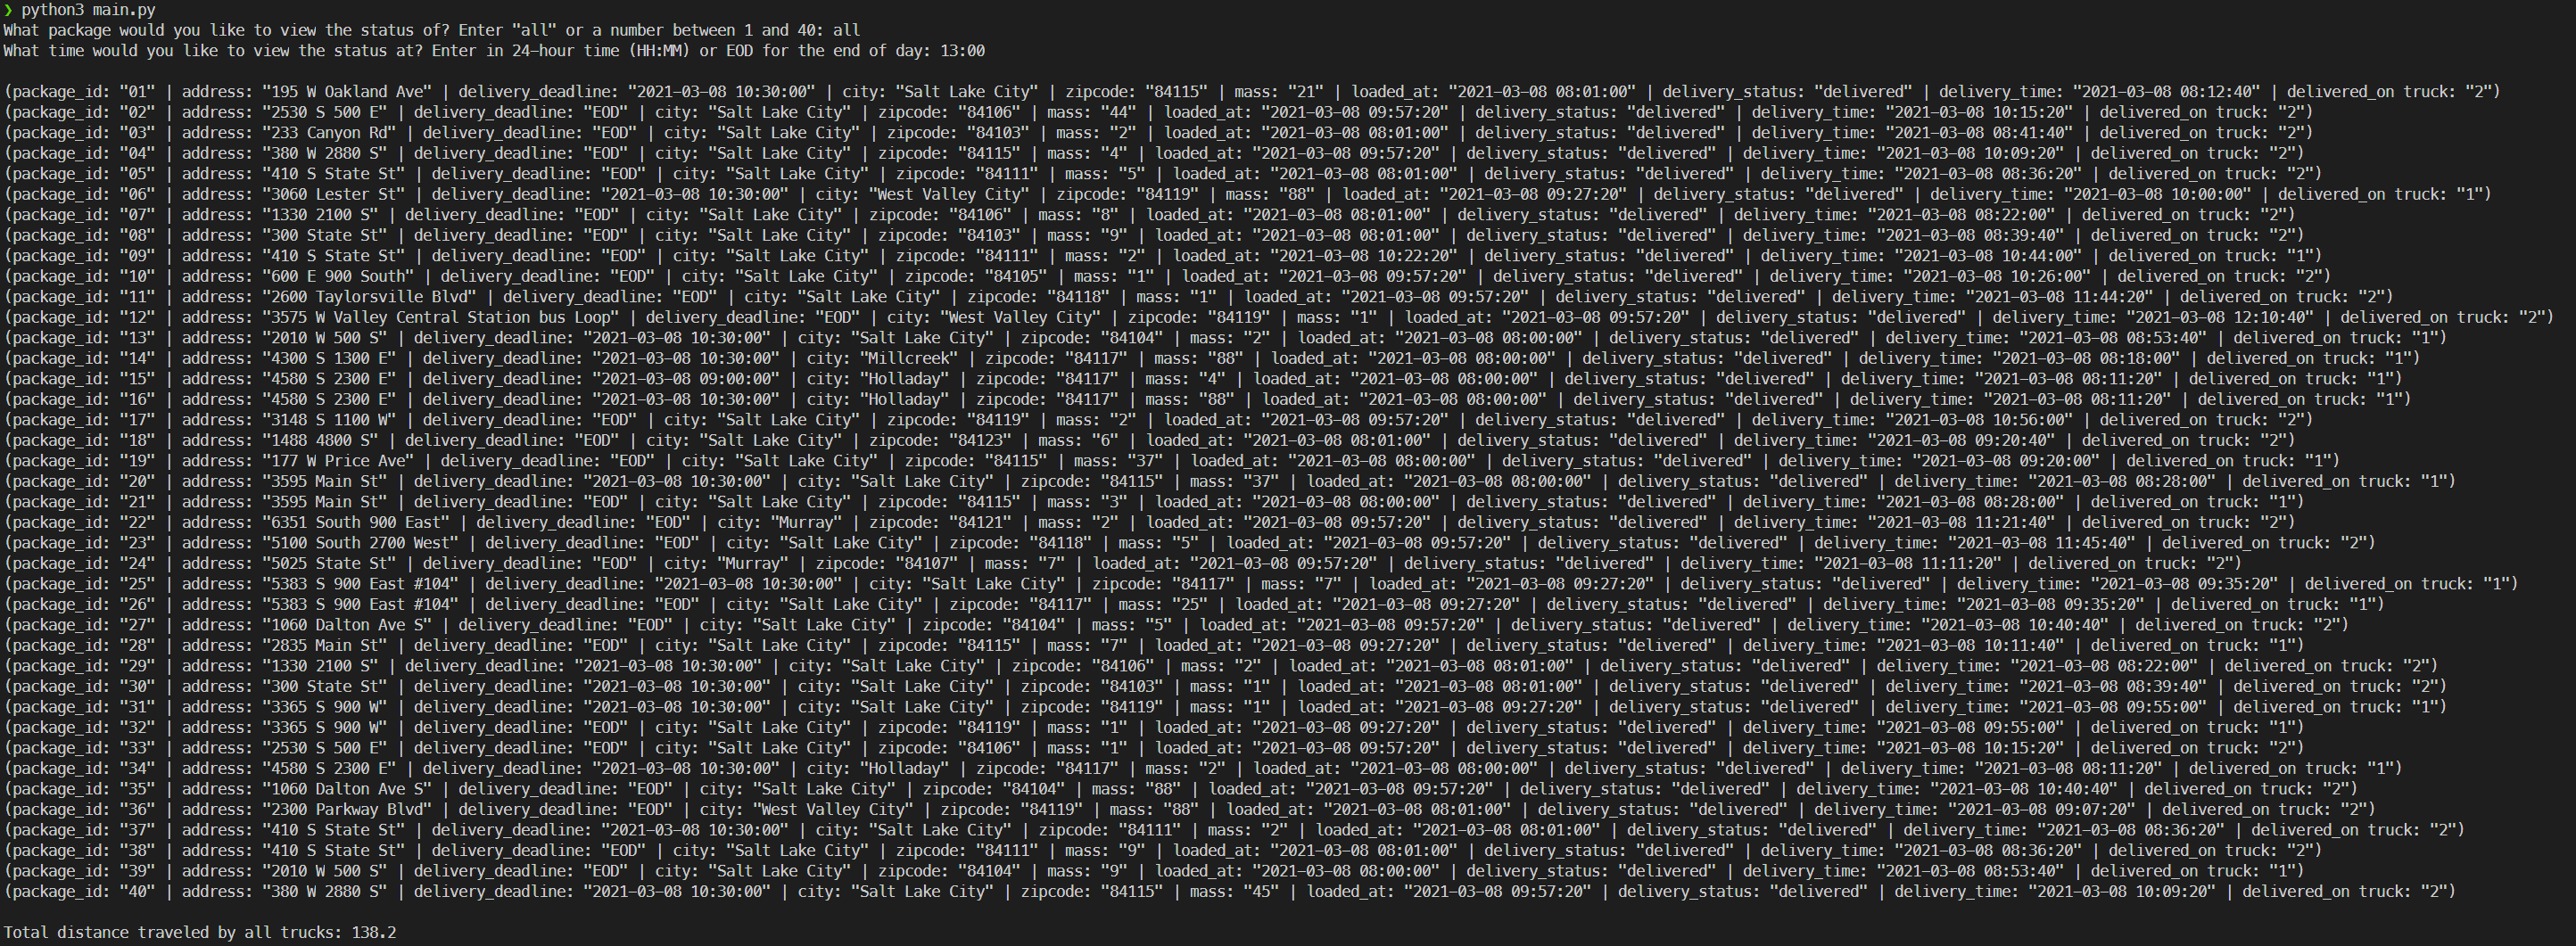 ❯ python3 main.py
What package would you like to view the status of? Enter "all" or a number between 1 and 40: all
What time would you like to view the status at? Enter in 24-hour time (HH:MM) or EOD for the end of day: 13:00
(package_id: "01" | address: "195 W Oakland Ave" | delivery_deadline: "2021-03-08 10:30:00" | city: "Salt Lake City" | zipcode: "84115" | mass: "21" | loaded_at: "2021-03-08 08:01:00" | delivery_status: "delivered" | delivery_time: "2021-03-08 08:12:40" | delivered_on truck: "2")
(package_id: "02" | address: "2530 S 500 E" | delivery_deadline: "EOD" | city: "Salt Lake City" | zipcode: "84106" | mass: "44" | loaded_at: "2021-03-08 09:57:20" | delivery_status: "delivered" | delivery_time: "2021-03-08 10:15:20" | delivered_on truck: "2")
(package_id: "03" | address: "233 Canyon Rd" | delivery_deadline: "EOD" | city: "Salt Lake City" | zipcode: "84103" | mass: "2" | loaded_at: "2021-03-08 08:01:00" | delivery_status: "delivered" | delivery_time: "2021-03-08 08:41:40" | delivered_on truck: "2")
(package_id: "04" | address: "380 W 2880 S" | delivery_deadline: "EOD" | city: "Salt Lake City" | zipcode: "84115" | mass: "4" | loaded_at: "2021-03-08 09:57:20" | delivery_status: "delivered" | delivery_time: "2021-03-08 10:09:20" | delivered_on truck: "2")
(package_id: "05" | address: "410 S State St" | delivery_deadline: "EOD" | city: "Salt Lake City" | zipcode: "84111" | mass: "5" | loaded_at: "2021-03-08 08:01:00" | delivery_status: "delivered" | delivery_time: "2021-03-08 08:36:20" | delivered_on truck: "2")
(package_id: "06" | address: "3060 Lester St" | delivery_deadline: "2021-03-08 10:30:00" | city: "West Valley City" | zipcode: "84119" | mass: "88" | loaded_at: "2021-03-08 09:27:20" | delivery_status: "delivered" | delivery_time: "2021-03-08 10:00:00" | delivered_on truck: "1")
(package_id: "07" | address: "1330 2100 S" | delivery_deadline: "EOD" | city: "Salt Lake City" | zipcode: "84106" | mass: "8" | loaded_at: "2021-03-08 08:01:00" | delivery_status: "delivered" | delivery_time: "2021-03-08 08:22:00" | delivered_on truck: "2")
(package_id: "08" | address: "300 State St" | delivery_deadline: "EOD" | city: "Salt Lake City" | zipcode: "84103" | mass: "9" | loaded_at: "2021-03-08 08:01:00" | delivery_status: "delivered" | delivery_time: "2021-03-08 08:39:40" | delivered_on truck: "2")
(package_id: "09" | address: "410 S State St" | delivery_deadline: "EOD" | city: "Salt Lake City" | zipcode: "84111" | mass: "2" | loaded_at: "2021-03-08 10:22:20" | delivery_status: "delivered" | delivery_time: "2021-03-08 10:44:00" | delivered_on truck: "1")
(package_id: "10" | address: "600 E 900 South" | delivery_deadline: "EOD" | city: "Salt Lake City" | zipcode: "84105" | mass: "1" | loaded_at: "2021-03-08 09:57:20" | delivery_status: "delivered" | delivery_time: "2021-03-08 10:26:00" | delivered_on truck: "2")
(package_id: "11" | address: "2600 Taylorsville Blvd" | delivery_deadline: "EOD" | city: "Salt Lake City" | zipcode: "84118" | mass: "1" | loaded_at: "2021-03-08 09:57:20" | delivery_status: "delivered" | delivery_time: "2021-03-08 11:44:20" | delivered_on truck: "2")
(package_id: "12" | address: "3575 W Valley Central Station bus Loop" | delivery_deadline: "EOD" | city: "West Valley City" | zipcode: "84119" | mass: "1" | loaded_at: "2021-03-08 09:57:20" | delivery_status: "delivered" | delivery_time: "2021-03-08 12:10:40" | delivered_on truck: "2")
(package_id: "13" | address: "2010 W 500 S" | delivery_deadline: "2021-03-08 10:30:00" | city: "Salt Lake City" | zipcode: "84104" | mass: "2" | loaded_at: "2021-03-08 08:00:00" | delivery_status: "delivered" | delivery_time: "2021-03-08 08:53:40" | delivered_on truck: "1")
(package_id: "14" | address: "4300 S 1300 E" | delivery_deadline: "2021-03-08 10:30:00" | city: "Millcreek" | zipcode: "84117" | mass: "88" | loaded_at: "2021-03-08 08:00:00" | delivery_status: "delivered" | delivery_time: "2021-03-08 08:18:00" | delivered_on truck: "1")
(package_id: "15" | address: "4580 S 2300 E" | delivery_deadline: "2021-03-08 09:00:00" | city: "Holladay" | zipcode: "84117" | mass: "4" | loaded_at: "2021-03-08 08:00:00" | delivery_status: "delivered" | delivery_time: "2021-03-08 08:11:20" | delivered_on truck: "1")
(package_id: "16" | address: "4580 S 2300 E" | delivery_deadline: "2021-03-08 10:30:00" | city: "Holladay" | zipcode: "84117" | mass: "88" | loaded_at: "2021-03-08 08:00:00" | delivery_status: "delivered" | delivery_time: "2021-03-08 08:11:20" | delivered_on truck: "1")
(package_id: "17" | address: "3148 S 1100 W" | delivery_deadline: "EOD" | city: "Salt Lake City" | zipcode: "84119" | mass: "2" | loaded_at: "2021-03-08 09:57:20" | delivery_status: "delivered" | delivery_time: "2021-03-08 10:56:00" | delivered_on truck: "2")
(package_id: "18" | address: "1488 4800 S" | delivery_deadline: "EOD" | city: "Salt Lake City" | zipcode: "84123" | mass: "6" | loaded_at: "2021-03-08 08:01:00" | delivery_status: "delivered" | delivery_time: "2021-03-08 09:20:40" | delivered_on truck: "2")
(package_id: "19" | address: "177 W Price Ave" | delivery_deadline: "EOD" | city: "Salt Lake City" | zipcode: "84115" | mass: "37" | loaded_at: "2021-03-08 08:00:00" | delivery_status: "delivered" | delivery_time: "2021-03-08 09:20:00" | delivered_on truck: "1")
(package_id: "20" | address: "3595 Main St" | delivery_deadline: "2021-03-08 10:30:00" | city: "Salt Lake City" | zipcode: "84115" | mass: "37" | loaded_at: "2021-03-08 08:00:00" | delivery_status: "delivered" | delivery_time: "2021-03-08 08:28:00" | delivered_on truck: "1")
(package_id: "21" | address: "3595 Main St" | delivery_deadline: "EOD" | city: "Salt Lake City" | zipcode: "84115" | mass: "3" | loaded_at: "2021-03-08 08:00:00" | delivery_status: "delivered" | delivery_time: "2021-03-08 08:28:00" | delivered_on truck: "1")
(package_id: "22" | address: "6351 South 900 East" | delivery_deadline: "EOD" | city: "Murray" | zipcode: "84121" | mass: "2" | loaded_at: "2021-03-08 09:57:20" | delivery_status: "delivered" | delivery_time: "2021-03-08 11:21:40" | delivered_on truck: "2")
(package_id: "23" | address: "5100 South 2700 West" | delivery_deadline: "EOD" | city: "Salt Lake City" | zipcode: "84118" | mass: "5" | loaded_at: "2021-03-08 09:57:20" | delivery_status: "delivered" | delivery_time: "2021-03-08 11:45:40" | delivered_on truck: "2")
(package_id: "24" | address: "5025 State St" | delivery_deadline: "EOD" | city: "Murray" | zipcode: "84107" | mass: "7" | loaded_at: "2021-03-08 09:57:20" | delivery_status: "delivered" | delivery_time: "2021-03-08 11:11:20" | delivered_on truck: "2")
(package_id: "25" | address: "5383 S 900 East #104" | delivery_deadline: "2021-03-08 10:30:00" | city: "Salt Lake City" | zipcode: "84117" | mass: "7" | loaded_at: "2021-03-08 09:27:20" | delivery_status: "delivered" | delivery_time: "2021-03-08 09:35:20" | delivered_on truck: "1")
(package_id: "26" | address: "5383 S 900 East #104" | delivery_deadline: "EOD" | city: "Salt Lake City" | zipcode: "84117" | mass: "25" | loaded_at: "2021-03-08 09:27:20" | delivery_status: "delivered" | delivery_time: "2021-03-08 09:35:20" | delivered_on truck: "1")
(package_id: "27" | address: "1060 Dalton Ave S" | delivery_deadline: "EOD" | city: "Salt Lake City" | zipcode: "84104" | mass: "5" | loaded_at: "2021-03-08 09:57:20" | delivery_status: "delivered" | delivery_time: "2021-03-08 10:40:40" | delivered_on truck: "2")
(package_id: "28" | address: "2835 Main St" | delivery_deadline: "EOD" | city: "Salt Lake City" | zipcode: "84115" | mass: "7" | loaded_at: "2021-03-08 09:27:20" | delivery_status: "delivered" | delivery_time: "2021-03-08 10:11:40" | delivered_on truck: "1")
(package_id: "29" | address: "1330 2100 S" | delivery_deadline: "2021-03-08 10:30:00" | city: "Salt Lake City" | zipcode: "84106" | mass: "2" | loaded_at: "2021-03-08 08:01:00" | delivery_status: "delivered" | delivery_time: "2021-03-08 08:22:00" | delivered_on truck: "2")
(package_id: "30" | address: "300 State St" | delivery_deadline: "2021-03-08 10:30:00" | city: "Salt Lake City" | zipcode: "84103" | mass: "1" | loaded_at: "2021-03-08 08:01:00" | delivery_status: "delivered" | delivery_time: "2021-03-08 08:39:40" | delivered_on truck: "2")
(package_id: "31" | address: "3365 S 900 W" | delivery_deadline: "2021-03-08 10:30:00" | city: "Salt Lake City" | zipcode: "84119" | mass: "1" | loaded_at: "2021-03-08 09:27:20" | delivery_status: "delivered" | delivery_time: "2021-03-08 09:55:00" | delivered_on truck: "1")
(package_id: "32" | address: "3365 S 900 W" | delivery_deadline: "EOD" | city: "Salt Lake City" | zipcode: "84119" | mass: "1" | loaded_at: "2021-03-08 09:27:20" | delivery_status: "delivered" | delivery_time: "2021-03-08 09:55:00" | delivered_on truck: "1")
(package_id: "33" | address: "2530 S 500 E" | delivery_deadline: "EOD" | city: "Salt Lake City" | zipcode: "84106" | mass: "1" | loaded_at: "2021-03-08 09:57:20" | delivery_status: "delivered" | delivery_time: "2021-03-08 10:15:20" | delivered_on truck: "2")
(package_id: "34" | address: "4580 S 2300 E" | delivery_deadline: "2021-03-08 10:30:00" | city: "Holladay" | zipcode: "84117" | mass: "2" | loaded_at: "2021-03-08 08:00:00" | delivery_status: "delivered" | delivery_time: "2021-03-08 08:11:20" | delivered_on truck: "1")
(package_id: "35" | address: "1060 Dalton Ave S" | delivery_deadline: "EOD" | city: "Salt Lake City" | zipcode: "84104" | mass: "88" | loaded_at: "2021-03-08 09:57:20" | delivery_status: "delivered" | delivery_time: "2021-03-08 10:40:40" | delivered_on truck: "2")
(package_id: "36" | address: "2300 Parkway Blvd" | delivery_deadline: "EOD" | city: "West Valley City" | zipcode: "84119" | mass: "88" | loaded_at: "2021-03-08 08:01:00" | delivery_status: "delivered" | delivery_time: "2021-03-08 09:07:20" | delivered_on truck: "2")
(package_id: "37" | address: "410 S State St" | delivery_deadline: "2021-03-08 10:30:00" | city: "Salt Lake City" | zipcode: "84111" | mass: "2" | loaded_at: "2021-03-08 08:01:00" | delivery_status: "delivered" | delivery_time: "2021-03-08 08:36:20" | delivered_on truck: "2")
(package_id: "38" | address: "410 S State St" | delivery_deadline: "EOD" | city: "Salt Lake City" | zipcode: "84111" | mass: "9" | loaded_at: "2021-03-08 08:01:00" | delivery_status: "delivered" | delivery_time: "2021-03-08 08:36:20" | delivered_on truck: "2")
(package_id: "39" | address: "2010 W 500 S" | delivery_deadline: "EOD" | city: "Salt Lake City" | zipcode: "84104" | mass: "9" | loaded_at: "2021-03-08 08:00:00" | delivery_status: "delivered" | delivery_time: "2021-03-08 08:53:40" | delivered_on truck: "1")
(package_id: "40" | address: "380 W 2880 S" | delivery_deadline: "2021-03-08 10:30:00" | city: "Salt Lake City" | zipcode: "84115" | mass: "45" | loaded_at: "2021-03-08 09:57:20" | delivery_status: "delivered" | delivery_time: "2021-03-08 10:09:20" | delivered_on truck: "2")
Total distance traveled by all trucks: 138.2